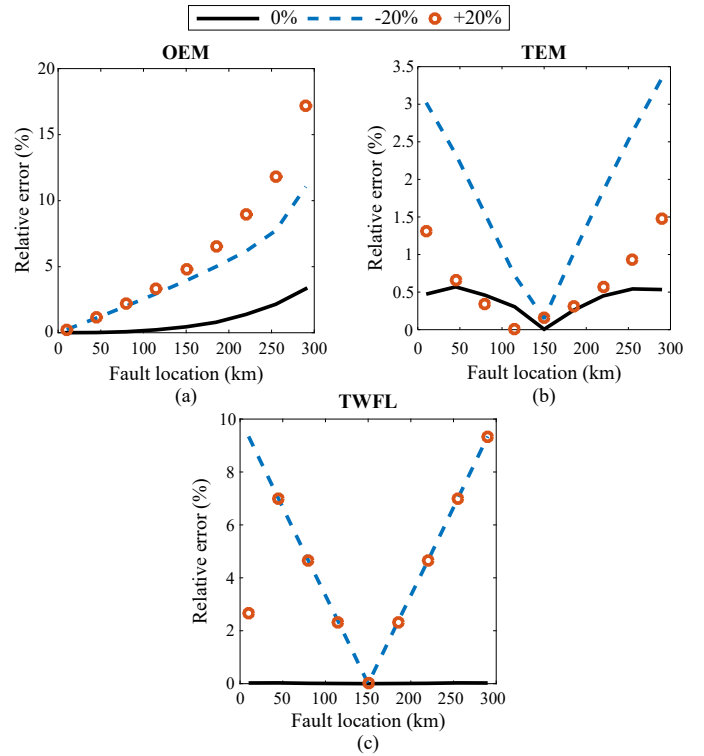 0% -20% +20%
OEM
Relative error (%)
20
15
10
5
0
0 50 100 150 200 250 300
Fault location (km)
(a)
TEM
Relative error (%)
3.5
3
2.5
2
1.5
1
0.5
0
0 50 100 150 200 250 300
Fault location (km)
(b)
TWFL
Relative error (%)
10
8
6
4
2
0
0 50 100 150 200 250 300
Fault location (km)
(c)